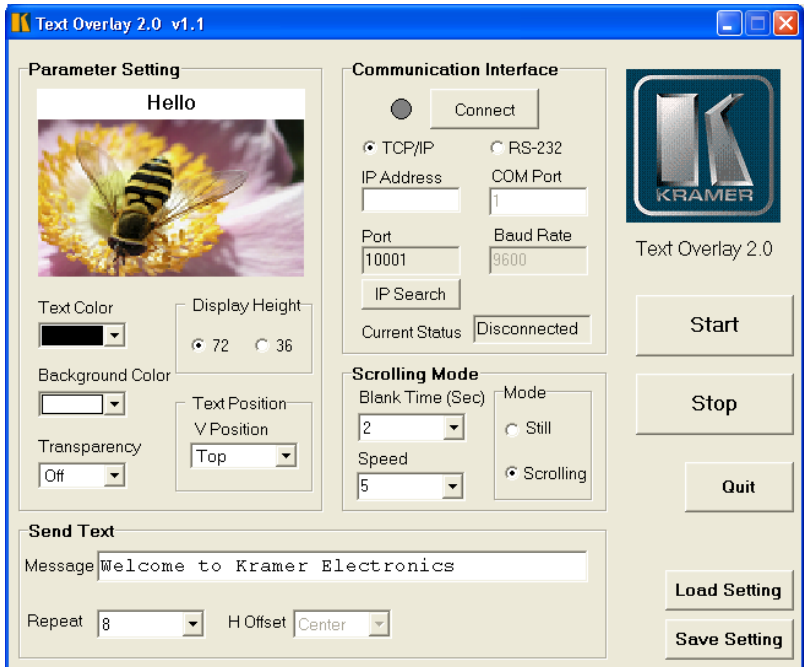 Text Overlay 2.0 v1.1
Parameter Setting
Hello
Text Color
Display Height
72 36
Background Color
Text Position
V Position
Top
Transparency
Off
Communication Interface
Connect
TCP/IP RS-232
IP Address COM Port
1
Port Baud Rate
10001 9600
IP Search
Current Status Disconnected
Scrolling Mode
Blank Time (Sec) Mode
2 Still
Speed
5 Scrolling
KRAMER
Text Overlay 2.0
Start
Stop
Quit
Send Text
Message Welcome to Kramer Electronics
Repeat 8 H Offset Center
Load Setting
Save Setting